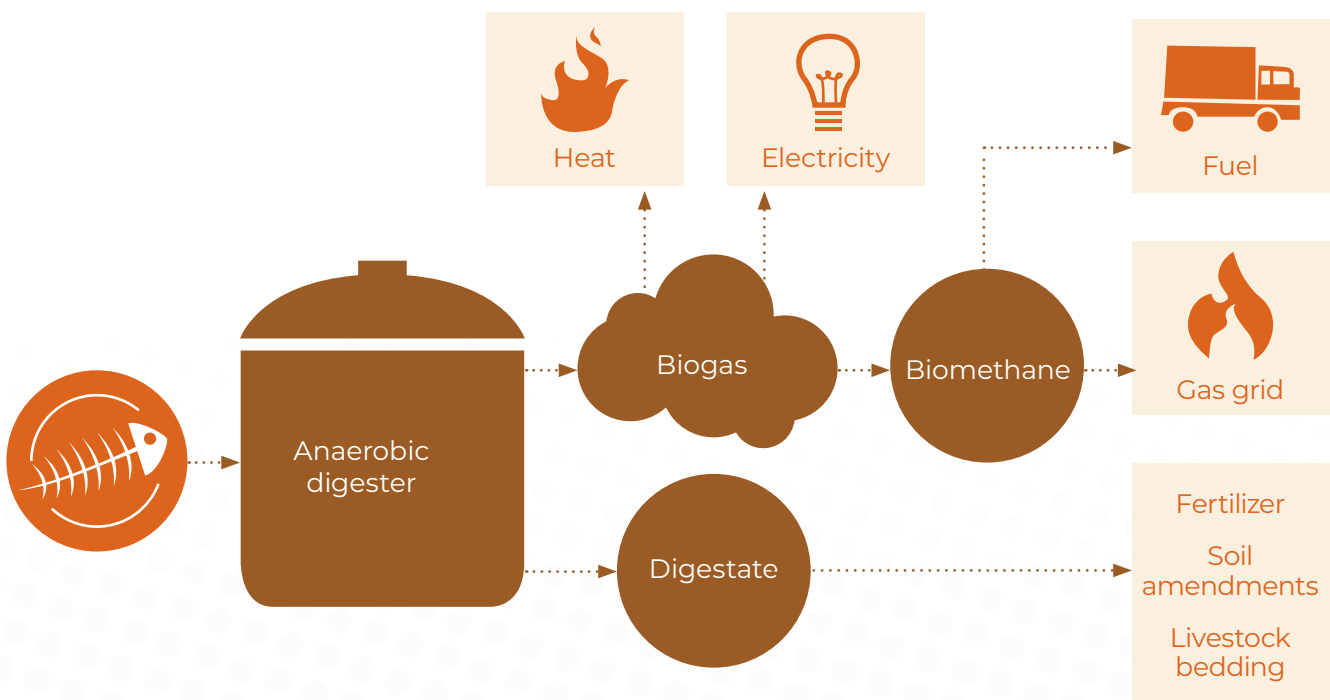 Heat
Electricity
Fuel
Anaerobic
digester
Biogas
Biomethane
Gas grid
Digestate
Fertilizer
Soil
amendments
Livestock
bedding